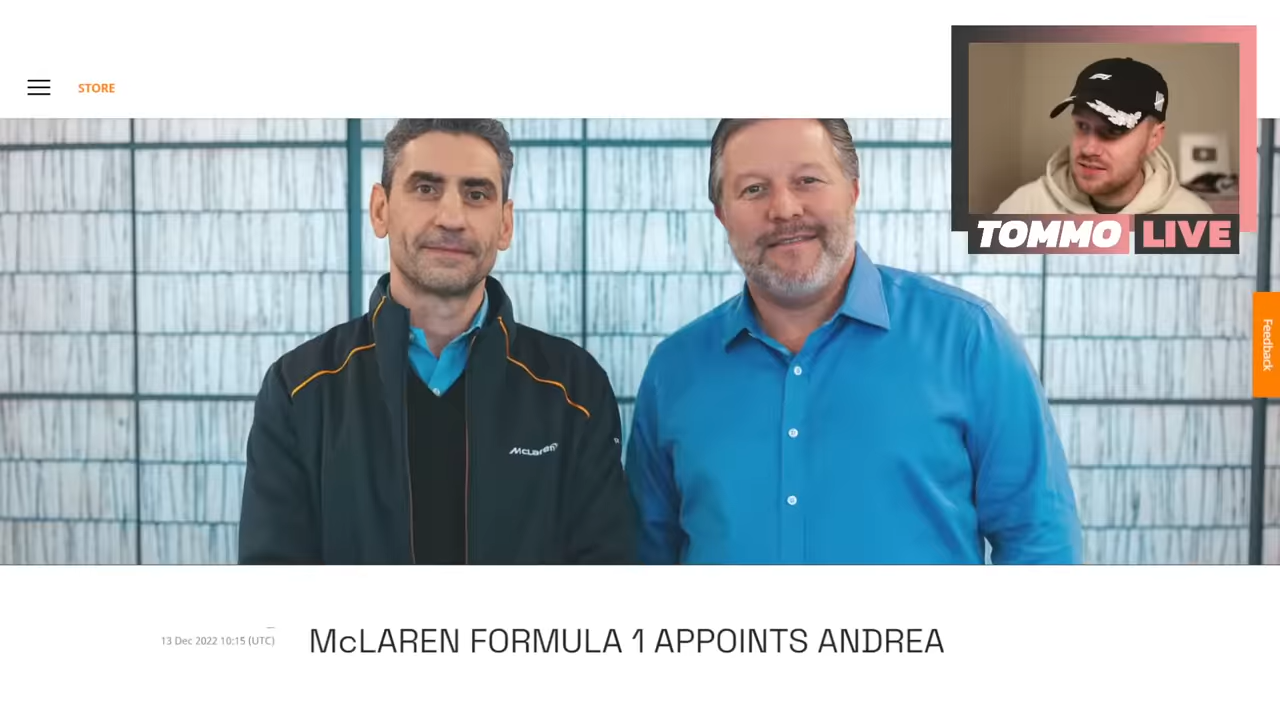 STORE
TOMMO LIVE
McLaren
Feedback
13 Dec 2022 10:15 (UTC)
McLAREN FORMULA 1 APPOINTS ANDREA